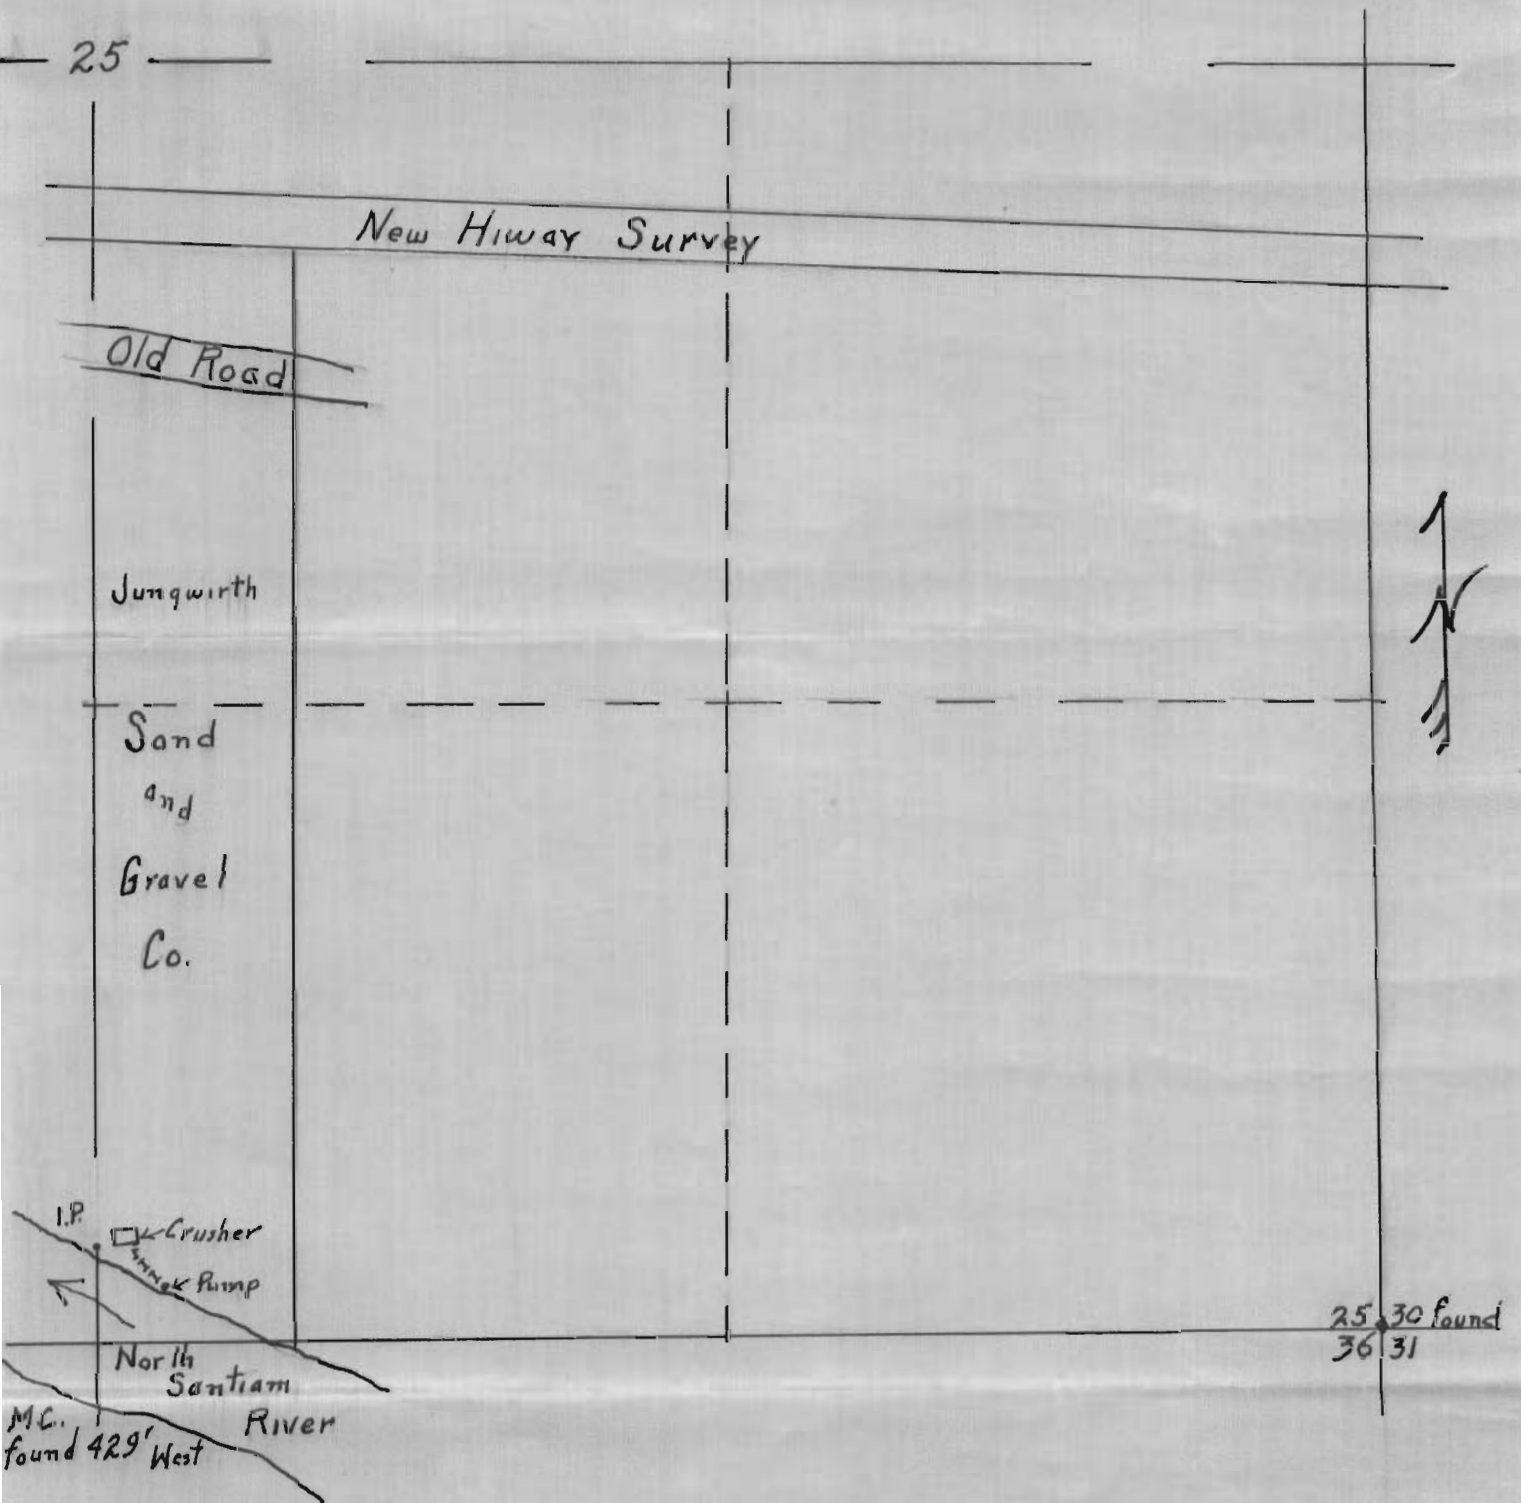 25
New Hiway Survey
Old Road
Jungwirth
N
Sand
and
Gravel
Co.
I.P.
Crusher
Pump
25 30 found
36 31
North
Santiam
River
M.C.
found 429' West